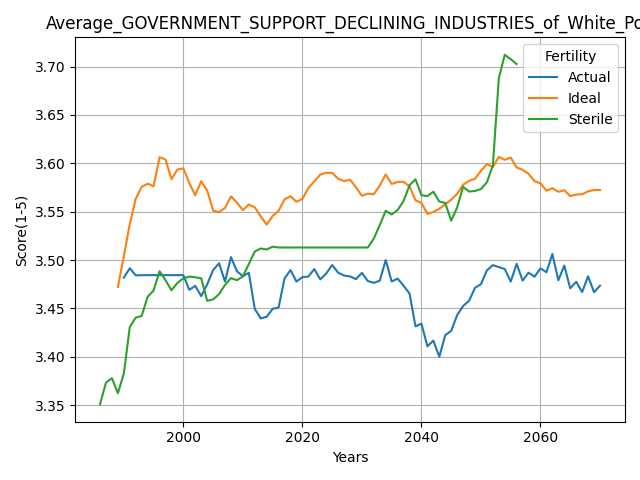 Average_GOVERNMENT_SUPPORT_DECLINING_INDUSTRIES_of_White_Po
Fertility
Actual
Ideal
Sterile
3.70
3.65
3.60
3.55
3.50
3.45
3.40
3.35
Score(1-5)
2000 2020 2040 2060
Years